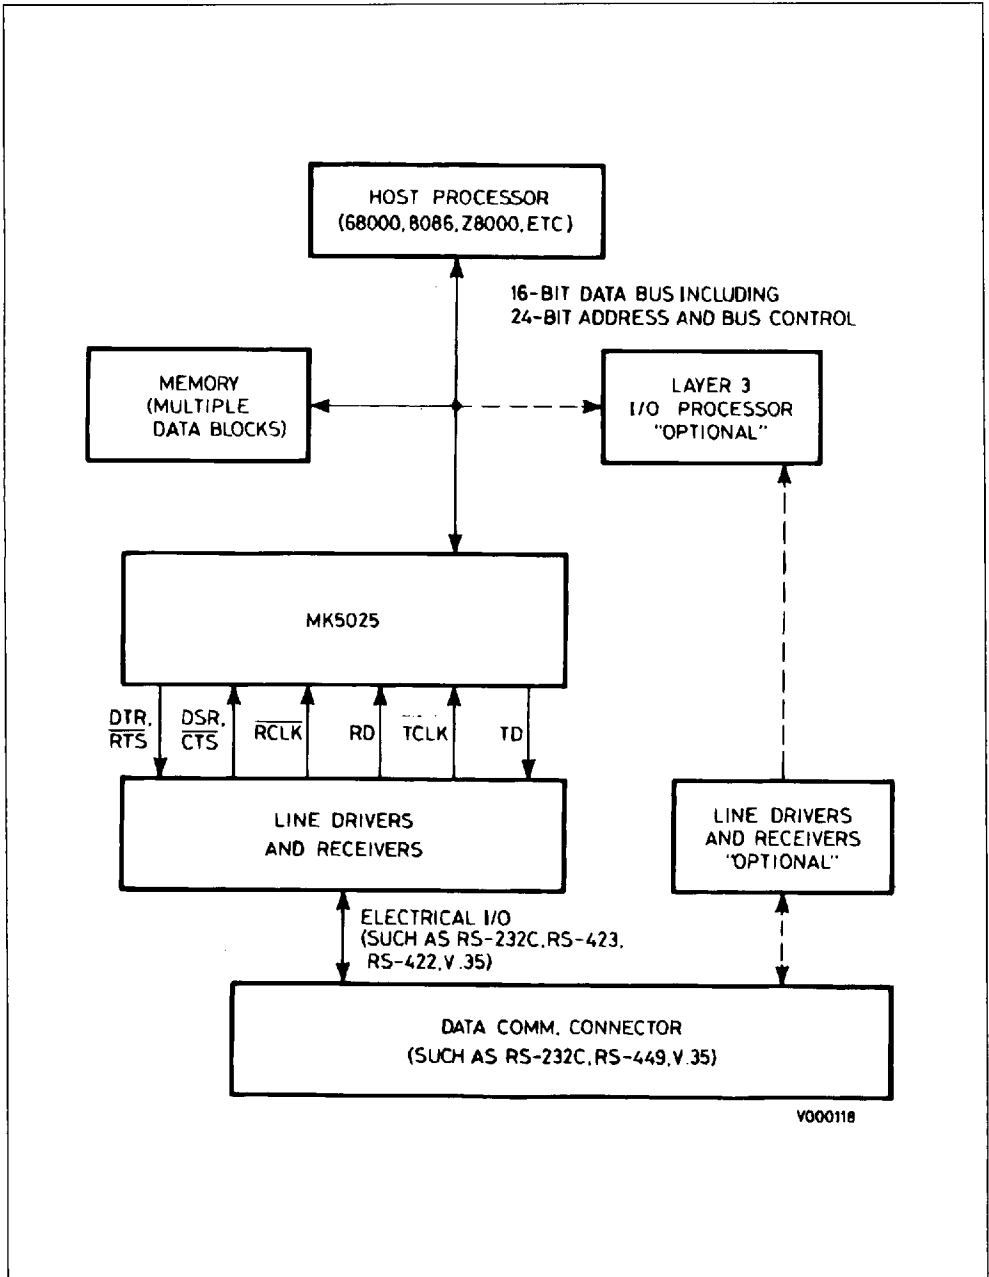 HOST PROCESSOR
(68000, 8086, Z8000, ETC)
16-BIT DATA BUS INCLUDING
24-BIT ADDRESS AND BUS CONTROL
MEMORY
(MULTIPLE
DATA BLOCKS)
LAYER 3
I/O PROCESSOR
"OPTIONAL"
MK5025
DTR,
RTS
DSR,
CTS
RCLK
RD
TCLK
TD
LINE DRIVERS
AND RECEIVERS
LINE DRIVERS
AND RECEIVERS
"OPTIONAL"
ELECTRICAL I/O
(SUCH AS RS-232C, RS-423,
RS-422, V.35)
DATA COMM. CONNECTOR
(SUCH AS RS-232C, RS-449, V.35)
V000118